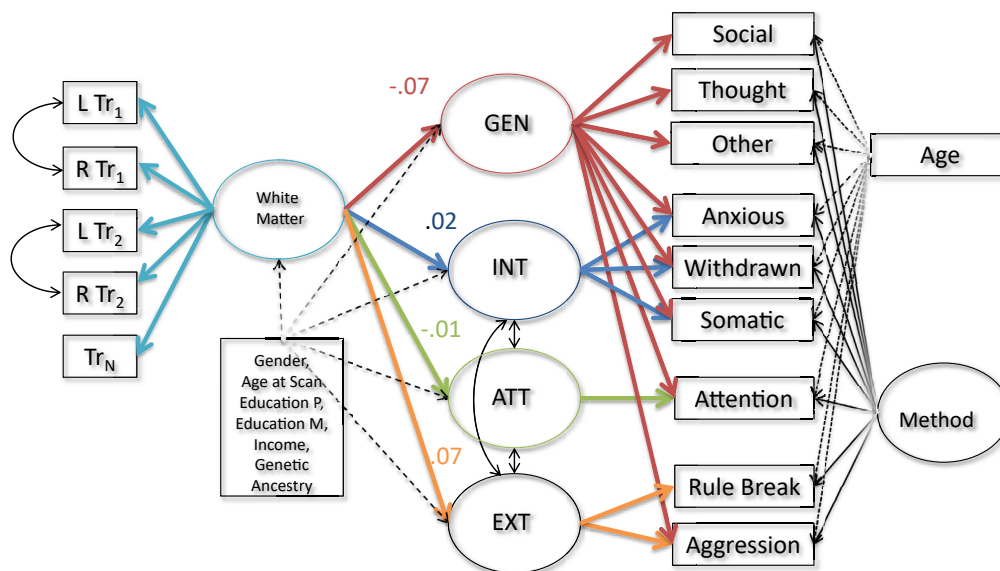 L Tr1
R Tr1
L Tr2
R Tr2
TrN
White
Matter
Gender,
Age at Scan
Education P,
Education M,
Income,
Genetic
Ancestry
-.07
.02
-.01
.07
GEN
INT
ATT
EXT
Social
Thought
Other
Anxious
Withdrawn
Somatic
Attention
Rule Break
Aggression
Age
Method